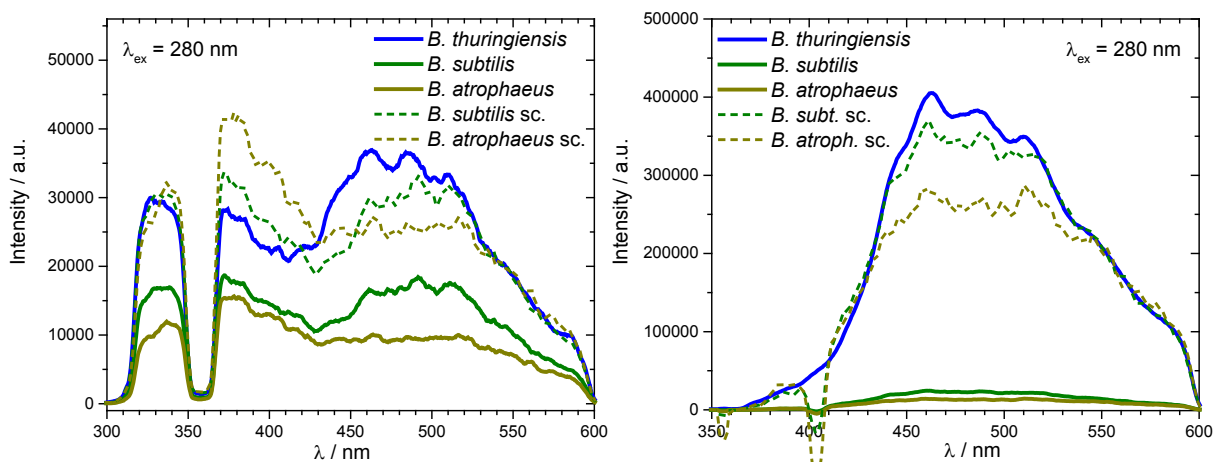 λex = 280 nm
B. thuringiensis
B. subtilis
B. atrophaeus
B. subtilis sc.
B. atrophaeus sc.
Intensity / a.u.
50000
40000
30000
20000
10000
0
300
350
400
450
500
550
600
λ / nm
500000
B. thuringiensis
B. subtilis
B. atrophaeus
B. subt. sc.
B. atroph. sc.
λex = 280 nm
Intensity / a.u.
400000
300000
200000
100000
0
350
400
450
500
550
600
λ / nm